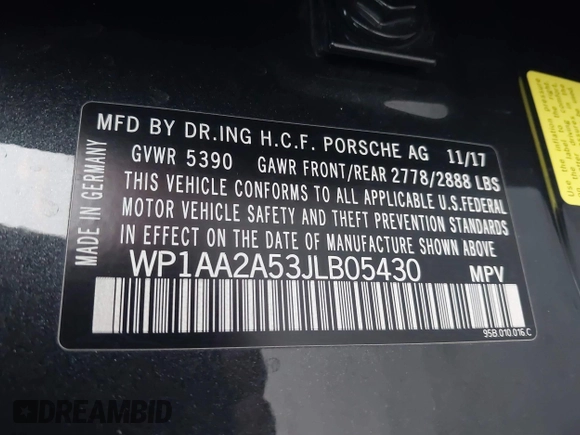 MFD BY DR.ING H.C.F. PORSCHE AG 11/17
GVWR 5390 GAWR FRONT/REAR 2778/2888 LBS
THIS VEHICLE CONFORMS TO ALL APPLICABLE U.S.FEDERAL
MOTOR VEHICLE SAFETY AND THEFT PREVENTION STANDARDS
IN EFFECT ON THE DATE OF MANUFACTURE SHOWN ABOVE.
WP1AA2A53JLB05430 MPV
MADE IN GERMANY
95B.010.016.C
DREAMBID